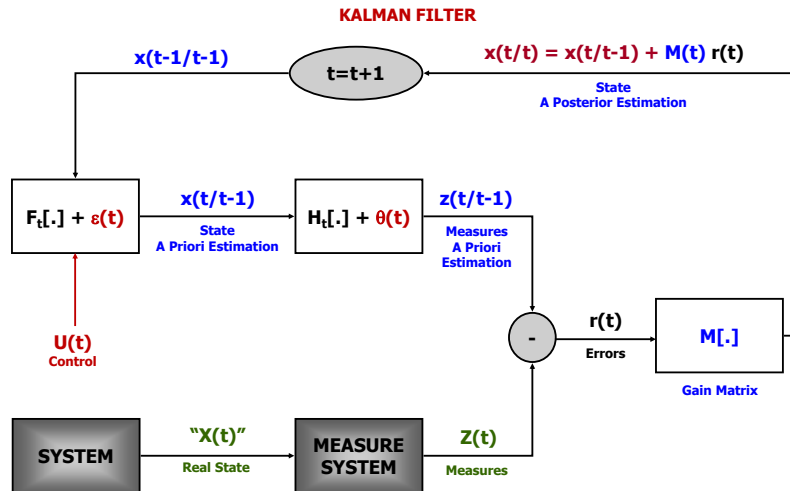 KALMAN FILTER
x(t-1/t-1)
t=t+1
x(t/t) = x(t/t-1) + M(t) r(t)
State
A Posterior Estimation
Fₜ[.] + ε(t)
x(t/t-1)
State
A Priori Estimation
Hₜ[.] + θ(t)
z(t/t-1)
Measures
A Priori
Estimation
U(t)
Control
-
r(t)
Errors
M[.]
Gain Matrix
SYSTEM
“X(t)”
Real State
MEASURE
SYSTEM
Z(t)
Measures